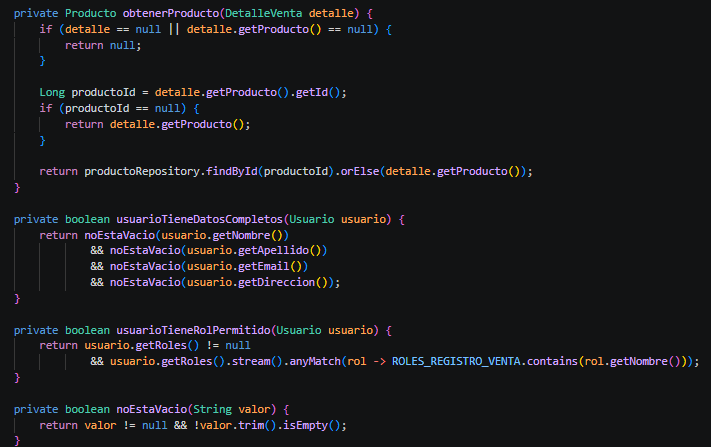 private Producto obtenerProducto(DetalleVenta detalle) {
    if (detalle == null || detalle.getProducto() == null) {
        return null;
    }

    Long productoId = detalle.getProducto().getId();
    if (productoId == null) {
        return detalle.getProducto();
    }

    return productoRepository.findById(productoId).orElse(detalle.getProducto());
}

private boolean usuarioTieneDatosCompletos(Usuario usuario) {
    return noEstaVacio(usuario.getNombre())
            && noEstaVacio(usuario.getApellido())
            && noEstaVacio(usuario.getEmail())
            && noEstaVacio(usuario.getDireccion());
}

private boolean usuarioTieneRolPermitido(Usuario usuario) {
    return usuario.getRoles() != null
            && usuario.getRoles().stream().anyMatch(rol -> ROLES_REGISTRO_VENTA.contains(rol.getNombre()));
}

private boolean noEstaVacio(String valor) {
    return valor != null && !valor.trim().isEmpty();
}